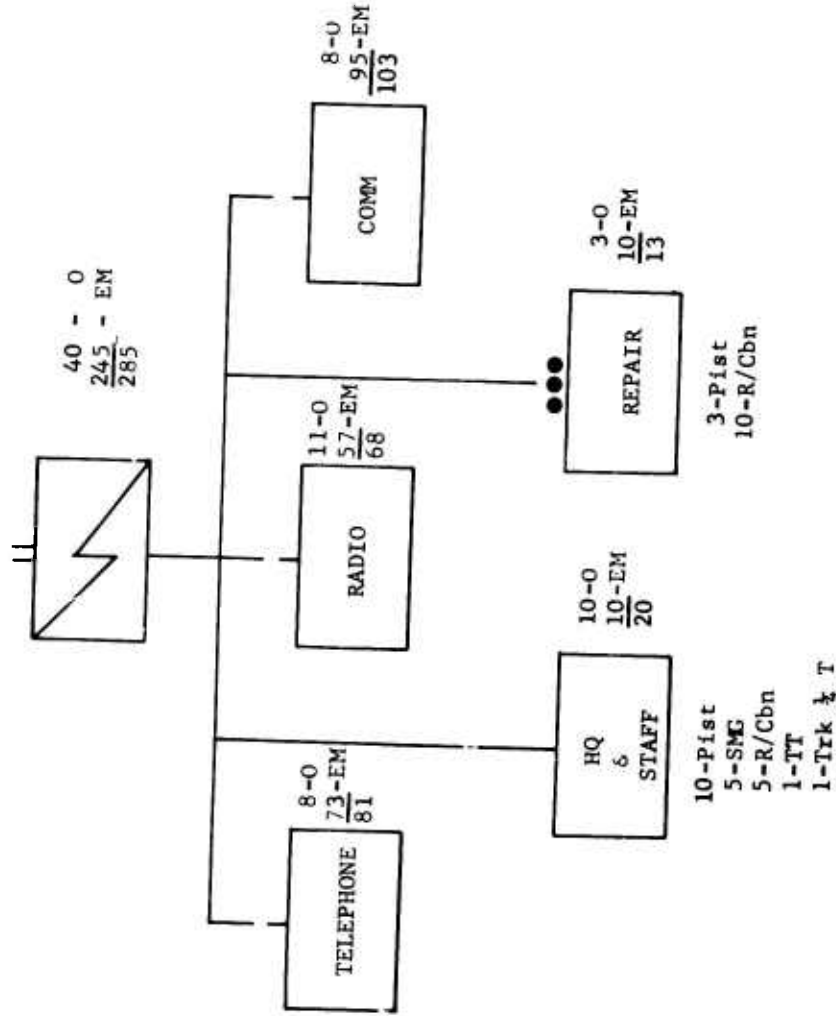 40 - O
245 - EM
285
8-O
73-EM
81
TELEPHONE
11-O
57-EM
68
RADIO
8-O
95-EM
103
COMM
10-O
10-EM
20
HQ
&
STAFF
10-Pist
5-SMG
5-R/Cbn
1-TT
1-Trk ½ T
3-O
10-EM
13
REPAIR
3-Pist
10-R/Cbn